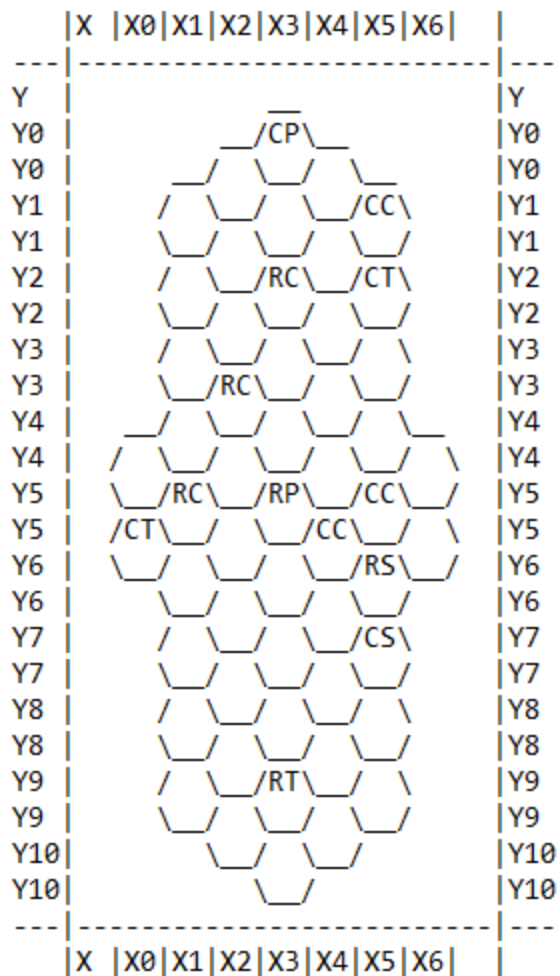 |X |X0|X1|X2|X3|X4|X5|X6|  |
---|--------------------------|---
Y  |            __            |Y
Y0 |         __/CP\__         |Y0
Y0 |      __/  \__/  \__      |Y0
Y1 |     /  \__/  \__/CC\     |Y1
Y1 |     \__/  \__/  \__/     |Y1
Y2 |     /  \__/RC\__/CT\     |Y2
Y2 |     \__/  \__/  \__/     |Y2
Y3 |     /  \__/  \__/  \     |Y3
Y3 |     \__/RC\__/  \__/     |Y3
Y4 |   __/  \__/  \__/  \__   |Y4
Y4 |  /  \__/  \__/  \__/  \  |Y4
Y5 |  \__/RC\__/RP\__/CC\__/  |Y5
Y5 |  /CT\__/  \__/CC\__/  \  |Y5
Y6 |  \__/  \__/  \__/RS\__/  |Y6
Y6 |     \__/  \__/  \__/     |Y6
Y7 |     /  \__/  \__/CS\     |Y7
Y7 |     \__/  \__/  \__/     |Y7
Y8 |     /  \__/  \__/  \     |Y8
Y8 |     \__/  \__/  \__/     |Y8
Y9 |     /  \__/RT\__/  \     |Y9
Y9 |     \__/  \__/  \__/     |Y9
Y10|        \__/  \__/        |Y10
Y10|           \__/           |Y10
---|--------------------------|---
   |X |X0|X1|X2|X3|X4|X5|X6|  |